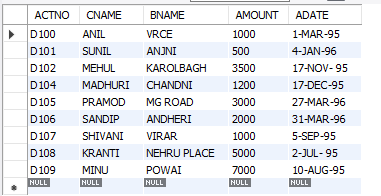 ACTNO CNAME BNAME AMOUNT ADATE
D100 ANIL VRCE 1000 1-MAR-95
D101 SUNIL ANJNI 500 4-JAN-96
D102 MEHUL KAROLBAGH 3500 17-NOV- 95
D104 MADHURI CHANDNI 1200 17-DEC-95
D105 PRAMOD MG ROAD 3000 27-MAR-96
D106 SANDIP ANDHERI 2000 31-MAR-96
D107 SHIVANI VIRAR 1000 5-SEP-95
D108 KRANTI NEHRU PLACE 5000 2-JUL- 95
D109 MINU POWAI 7000 10-AUG-95
NULL NULL NULL NULL NULL